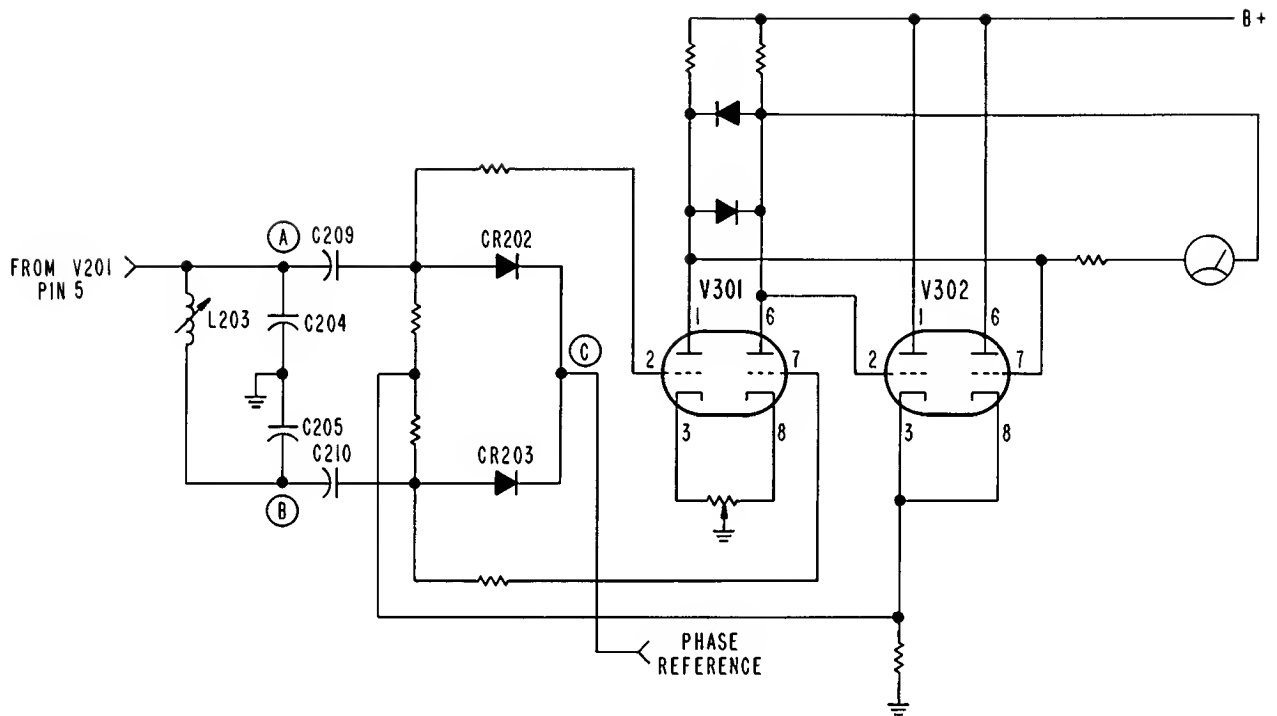 B+
A
C209
CR202
FROM V201
PIN 5
L203
C204
V301
V302
1
6
1
6
C
2
7
2
7
C205
C210
CR203
3
8
3
8
B
PHASE
REFERENCE